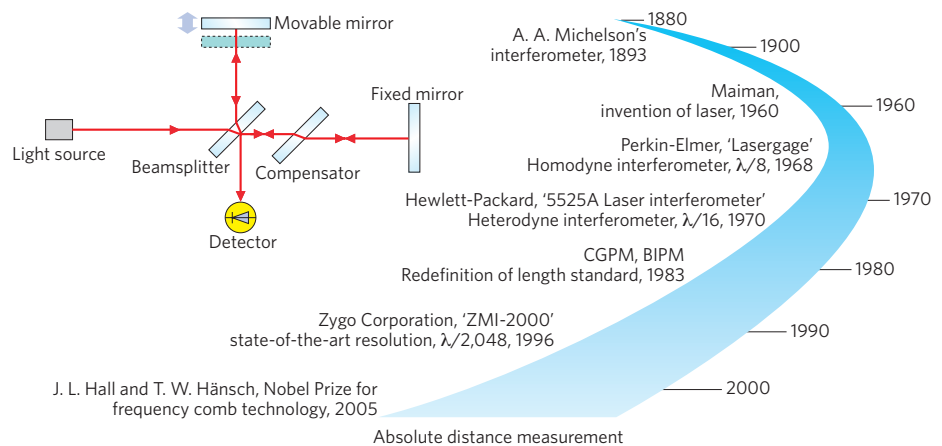 Movable mirror
Fixed mirror
Light source
Beamsplitter
Compensator
Detector
1880
A. A. Michelson's
interferometer, 1893
1900
Maiman,
invention of laser, 1960
1960
Perkin-Elmer, 'Lasergage'
Homodyne interferometer, λ/8, 1968
Hewlett-Packard, '5525A Laser interferometer'
Heterodyne interferometer, λ/16, 1970
1970
CGPM, BIPM
Redefinition of length standard, 1983
1980
Zygo Corporation, 'ZMI-2000'
state-of-the-art resolution, λ/2,048, 1996
1990
J. L. Hall and T. W. Hänsch, Nobel Prize for
frequency comb technology, 2005
2000
Absolute distance measurement